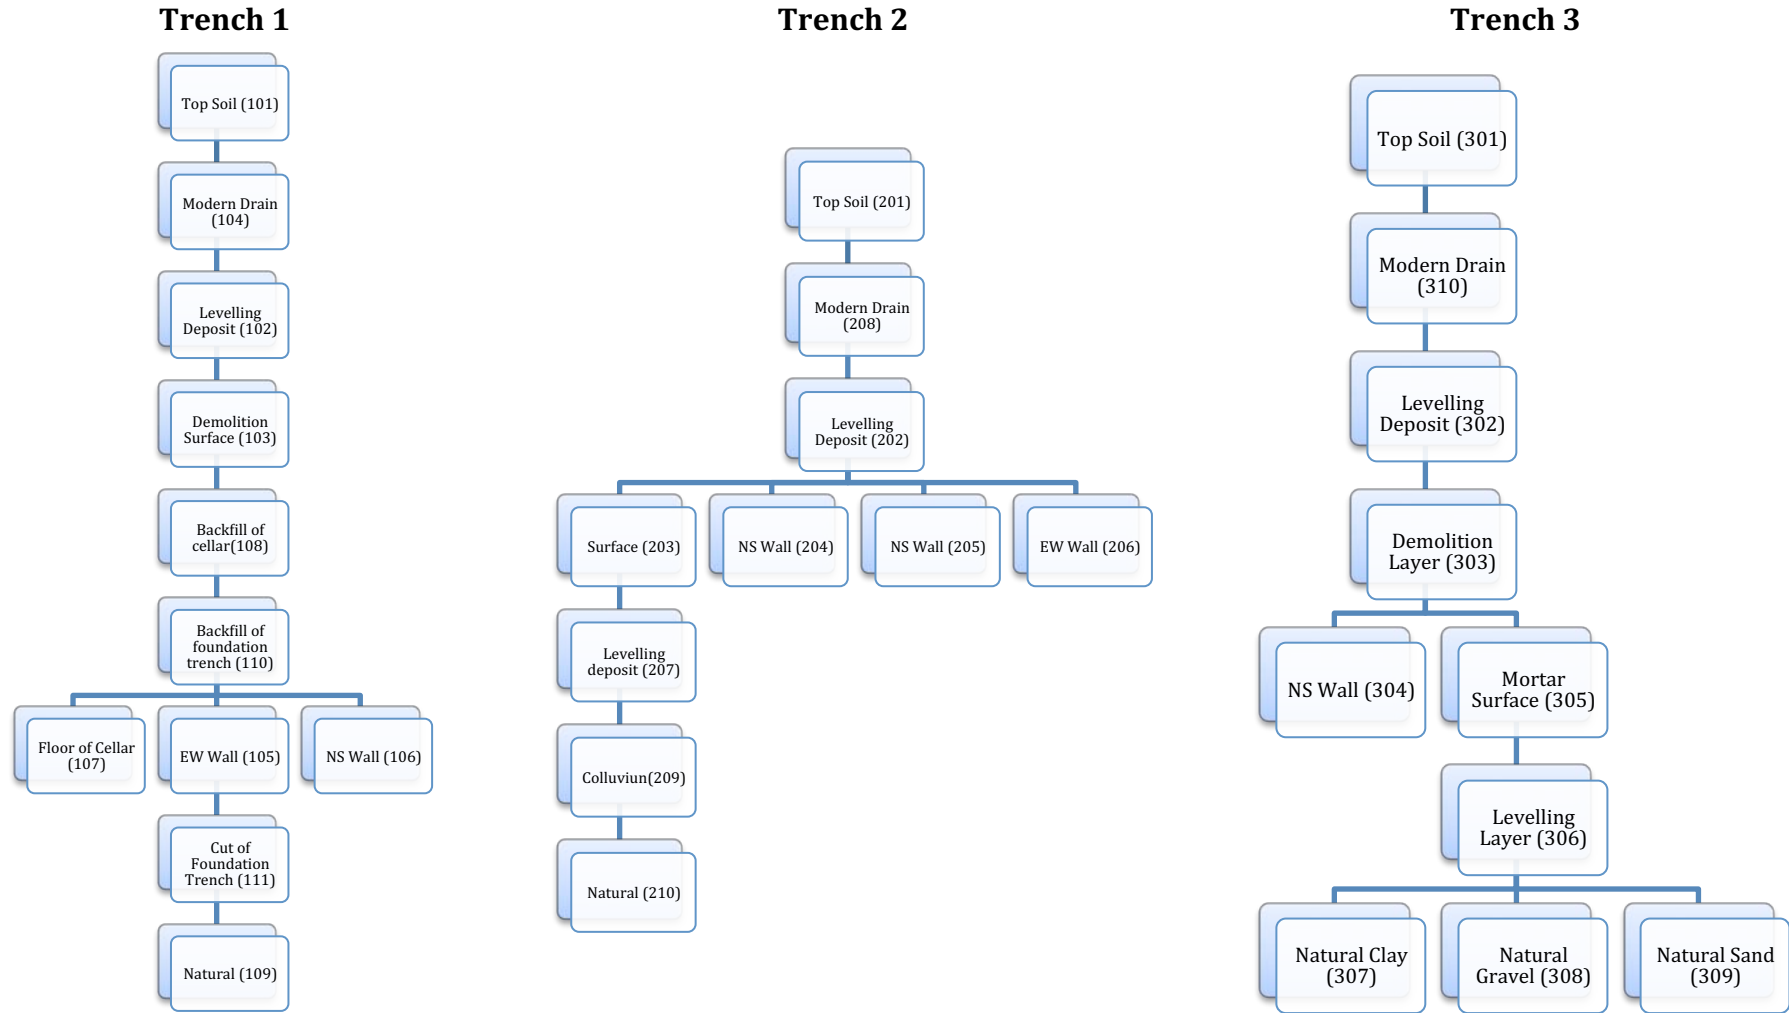 Trench 1
Top Soil (101)
Modern Drain
(104)
Levelling
Deposit (102)
Demolition
Surface (103)
Backfill of
cellar(108)
Backfill of
foundation
trench (110)
Floor of Cellar
(107)
EW Wall (105)
NS Wall (106)
Cut of
Foundation
Trench (111)
Natural (109)
Trench 2
Top Soil (201)
Modern Drain
(208)
Levelling
Deposit (202)
Surface (203)
NS Wall (204)
NS Wall (205)
EW Wall (206)
Levelling
deposit (207)
Colluviun(209)
Natural (210)
Trench 3
Top Soil (301)
Modern Drain
(310)
Levelling
Deposit (302)
Demolition
Layer (303)
NS Wall (304)
Mortar
Surface (305)
Levelling
Layer (306)
Natural Clay
(307)
Natural
Gravel (308)
Natural Sand
(309)